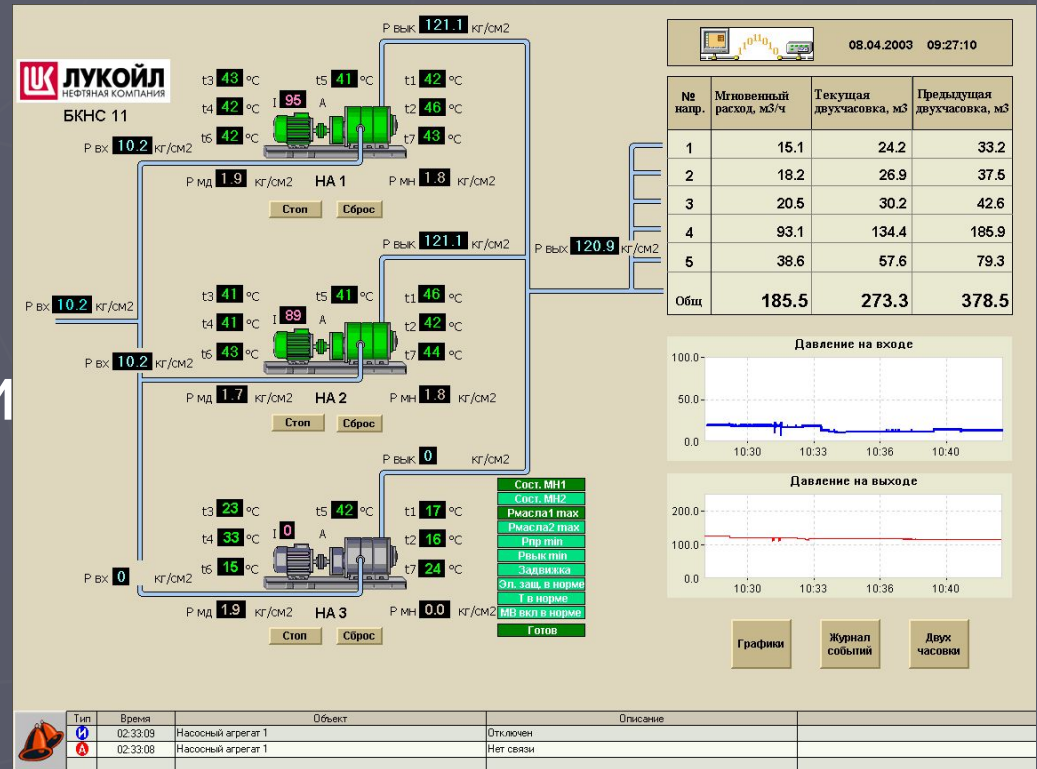 Р вык 121.1 кг/см2
08.04.2003 09:27:10
ЛУКОЙЛ
НЕФТЯНАЯ КОМПАНИЯ
БКНС 11
t3 43 °C t5 41 °C t1 42 °C
I 95 А
t4 42 °C t2 46 °C
t6 42 °C t7 43 °C
Р вх 10.2 кг/см2
Р мд 1.9 кг/см2 НА 1 Р мн 1.8 кг/см2
Стоп Сброс
№ напр. Мгновенный расход, м3/ч Текущая двухчасовка, м3 Предыдущая двухчасовка, м3
1 15.1 24.2 33.2
2 18.2 26.9 37.5
3 20.5 30.2 42.6
4 93.1 134.4 185.9
5 38.6 57.6 79.3
Общ 185.5 273.3 378.5
Р вык 121.1 кг/см2
Р вых 120.9 кг/см2
Р вх 10.2 кг/см2
t3 41 °C t5 41 °C t1 46 °C
I 89 А
t4 41 °C t2 42 °C
t6 43 °C t7 44 °C
Р вх 10.2 кг/см2
Р мд 1.7 кг/см2 НА 2 Р мн 1.8 кг/см2
Стоп Сброс
Давление на входе
100.0
50.0
0.0
10:30 10:33 10:36 10:40
Р вык 0 кг/см2
t3 23 °C t5 42 °C t1 17 °C
I 0 А
t4 33 °C t2 16 °C
t6 15 °C t7 24 °C
Р вх 0 кг/см2
Р мд 1.9 кг/см2 НА 3 Р мн 0.0 кг/см2
Стоп Сброс
Сост. МН1
Сост. МН2
Рмасла1 max
Рмасла2 max
Рпр min
Рвык min
Задвижка
Эл. защ. в норме
Т в норме
МВ вкл в норме
Готов
Давление на выходе
200.0
100.0
0.0
10:30 10:33 10:36 10:40
Графики
Журнал событий
Двух часовки
Тип Время Объект Описание
И 02:33:09 Насосный агрегат 1 Отключен
А 02:33:08 Насосный агрегат 1 Нет связи